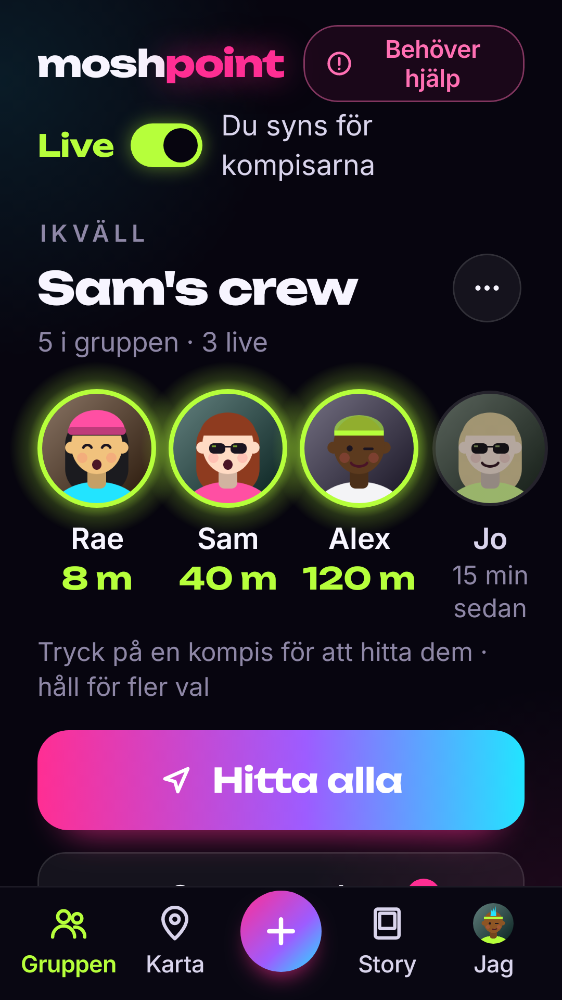 moshpoint
Behöver
hjälp
Live
Du syns för
kompisarna
IKVÄLL
Sam's crew
5 i gruppen · 3 live
Rae
8 m
Sam
40 m
Alex
120 m
Jo
15 min
sedan
Tryck på en kompis för att hitta dem ·
håll för fler val
Hitta alla
Gruppen
Karta
Story
Jag